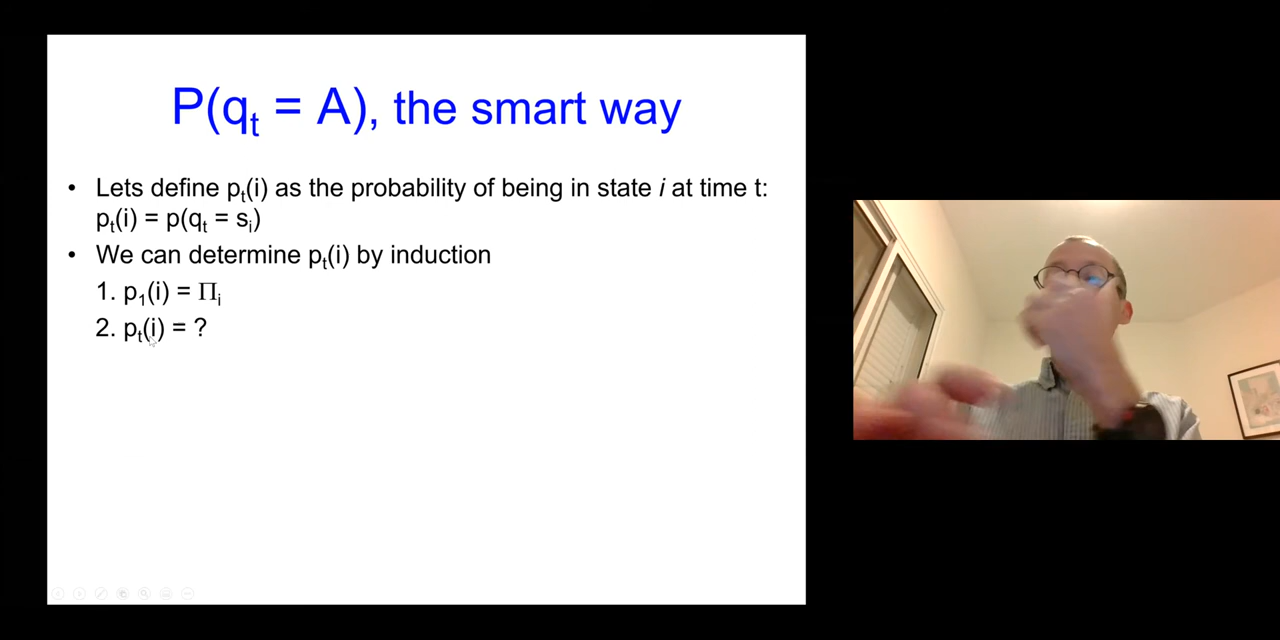 P(qt = A), the smart way
• Lets define pt(i) as the probability of being in state i at time t:
pt(i) = p(qt = si)
• We can determine pt(i) by induction
1. p1(i) = Πi
2. pt(i) = ?